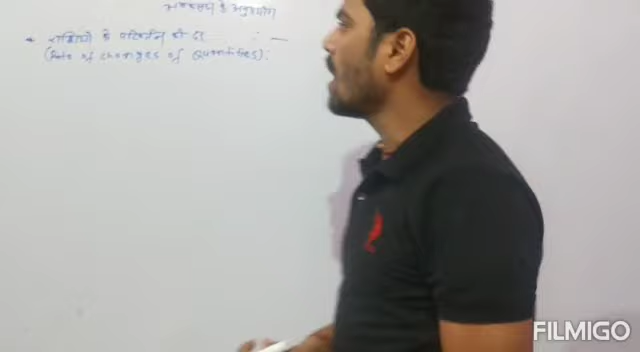 अवकलज के अनुप्रयोग
* राशियों के परिवर्तन की दर : —
(Rate of changes of Quantities) :
FILMIGO